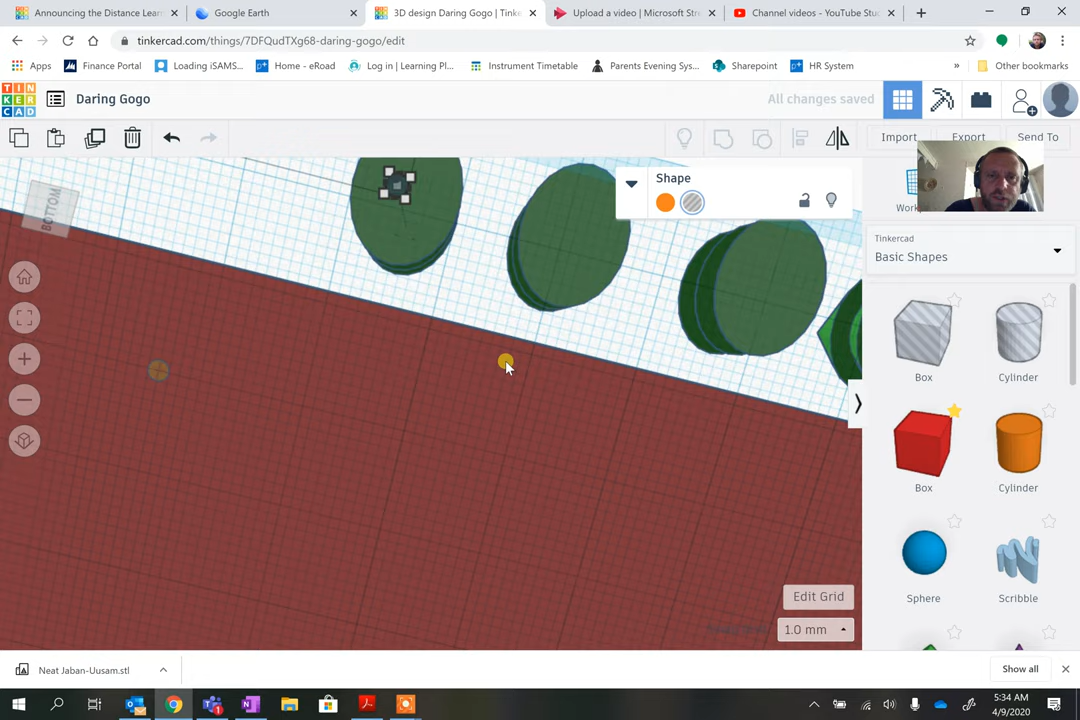 Announcing the Distance Lear
Google Earth
3D design Daring Gogo | Tinke
Upload a video | Microsoft Stre
Channel videos - YouTube Stu
tinkercad.com/things/7DFQudTXg68-daring-gogo/edit
Apps
Finance Portal
Loading iSAMS...
Home - eRoad
Log in | Learning Pl...
Instrument Timetable
Parents Evening Sys...
Sharepoint
HR System
»
Other bookmarks
TIN
KER
CAD
Daring Gogo
All changes saved
Import
Export
Send To
Shape
Work
BOTTOM
Tinkercad
Basic Shapes
Box
Cylinder
Box
Cylinder
Sphere
Scribble
Edit Grid
1.0 mm
Neat Jaban-Uusam.stl
Show all
5:34 AM
4/9/2020